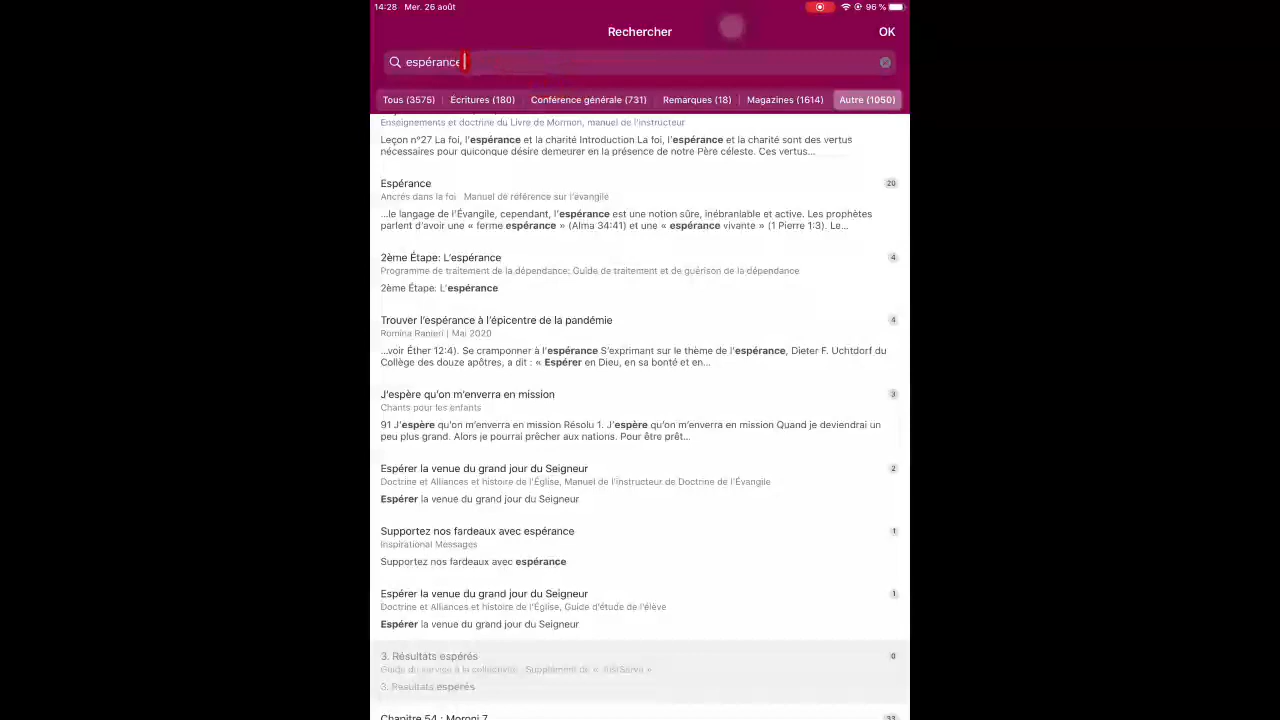 14:28 Mer. 26 août
96 %
Rechercher
OK
espérance
Tous (3575)
Écritures (180)
Conférence générale (731)
Remarques (18)
Magazines (1614)
Autre (1050)
Enseignements et doctrine du Livre de Mormon, manuel de l'instructeur
Leçon n°27 La foi, l'espérance et la charité Introduction La foi, l'espérance et la charité sont des vertus
nécessaires pour quiconque désire demeurer en la présence de notre Père céleste. Ces vertus...
Espérance
20
Ancrés dans la foi Manuel de référence sur l'évangile
...le langage de l'Évangile, cependant, l'espérance est une notion sûre, inébranlable et active. Les prophètes
parlent d'avoir une « ferme espérance » (Alma 34:41) et une « espérance vivante » (1 Pierre 1:3). Le...
2ème Étape: L'espérance
4
Programme de traitement de la dépendance: Guide de traitement et de guérison de la dépendance
2ème Étape: L'espérance
Trouver l'espérance à l'épicentre de la pandémie
4
Romina Ranieri | Mai 2020
...voir Éther 12:4). Se cramponner à l'espérance S'exprimant sur le thème de l'espérance, Dieter F. Uchtdorf du
Collège des douze apôtres, a dit : « Espérer en Dieu, en sa bonté et en...
J'espère qu'on m'enverra en mission
3
Chants pour les enfants
91 J'espère qu'on m'enverra en mission Résolu 1. J'espère qu'on m'enverra en mission Quand je deviendrai un
peu plus grand. Alors je pourrai prêcher aux nations. Pour être prêt...
Espérer la venue du grand jour du Seigneur
2
Doctrine et Alliances et histoire de l'Église, Manuel de l'instructeur de Doctrine de l'Évangile
Espérer la venue du grand jour du Seigneur
Supportez nos fardeaux avec espérance
1
Inspirational Messages
Supportez nos fardeaux avec espérance
Espérer la venue du grand jour du Seigneur
1
Doctrine et Alliances et histoire de l'Église, Guide d'étude de l'élève
Espérer la venue du grand jour du Seigneur
3. Résultats espérés
0
Guide du service à la collectivité Supplément de « JustServe »
3. Résultats espérés
Chapitre 54 : Moroni 7
33